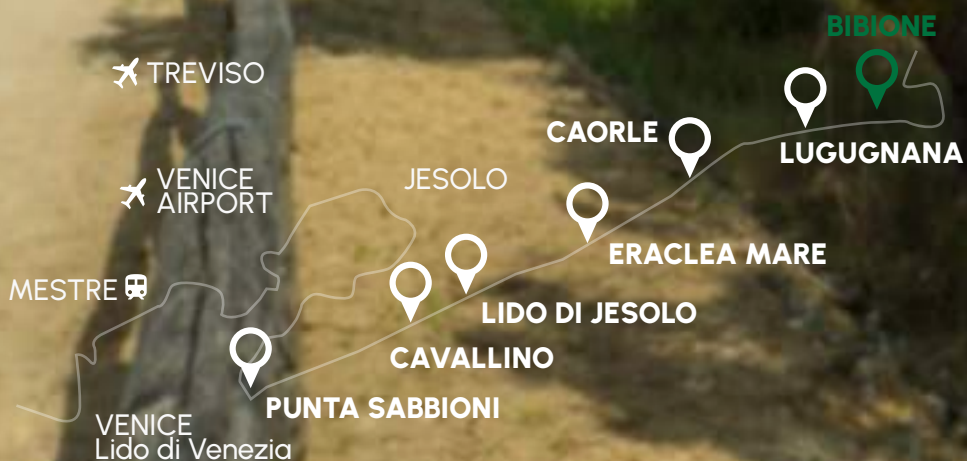 BIBIONE
TREVISO
CAORLE
LUGUGNANA
VENICE
AIRPORT
JESOLO
ERACLEA MARE
MESTRE
LIDO DI JESOLO
CAVALLINO
PUNTA SABBIONI
VENICE
Lido di Venezia